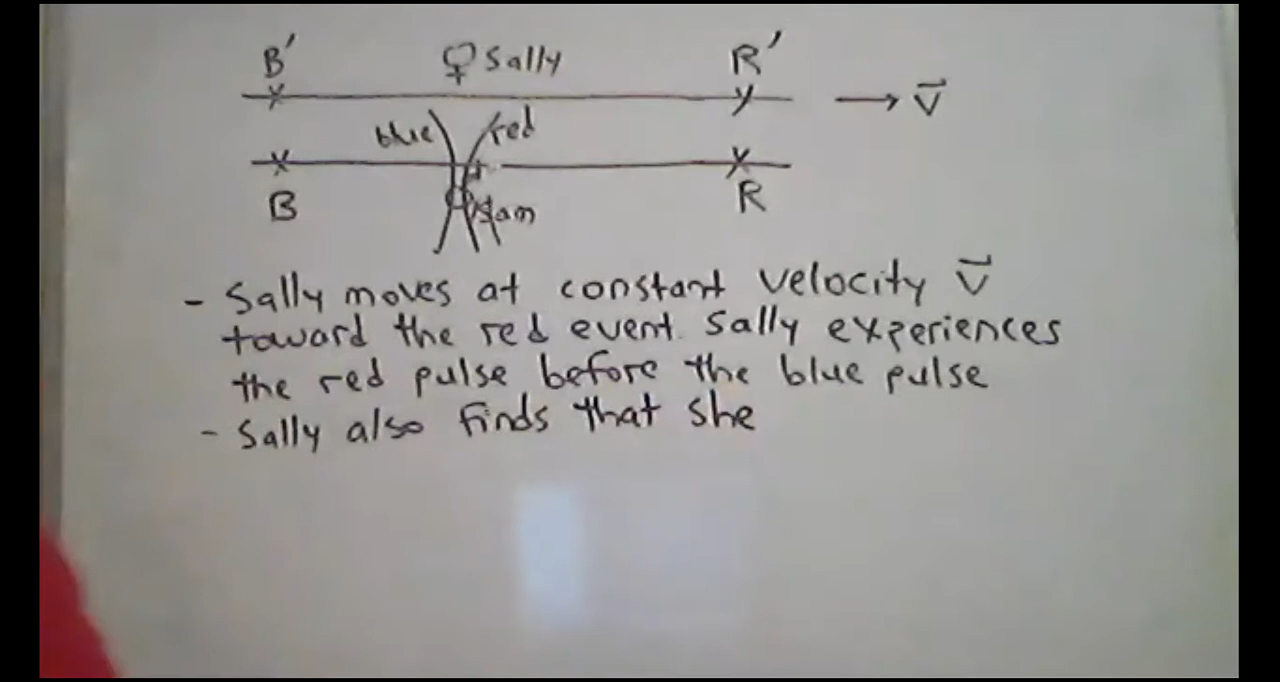 B' ♀ Sally R'
→ v⃗
blue red
B Sam R
- Sally moves at constant velocity v⃗
toward the red event. Sally experiences
the red pulse before the blue pulse
- Sally also finds that she